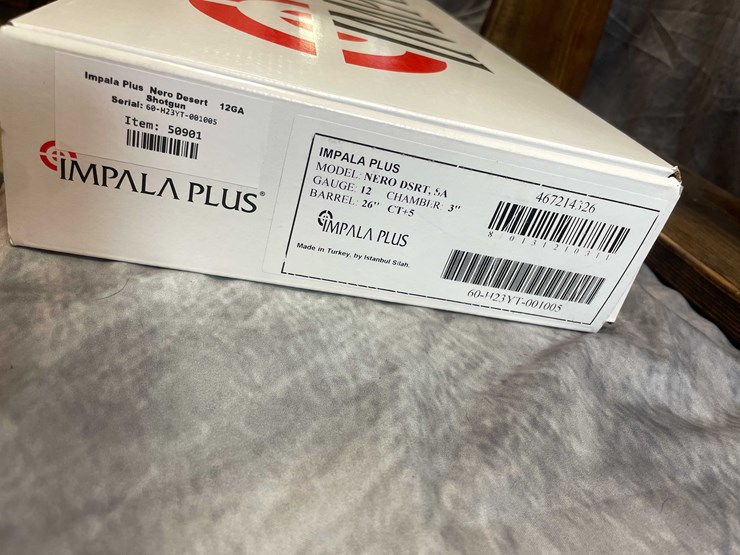 Impala Plus Nero Desert 12GA
Shotgun
Serial: 60-H23YT-001005
Item: 50901
IMPALA PLUS®
IMPALA PLUS
MODEL: NERO DSRT, SA
GAUGE: 12 CHAMBER: 3"
BARREL: 26" CT+5
IMPALA PLUS
Made in Turkey, by Istanbul Silah.
467214326
60-H23YT-001005